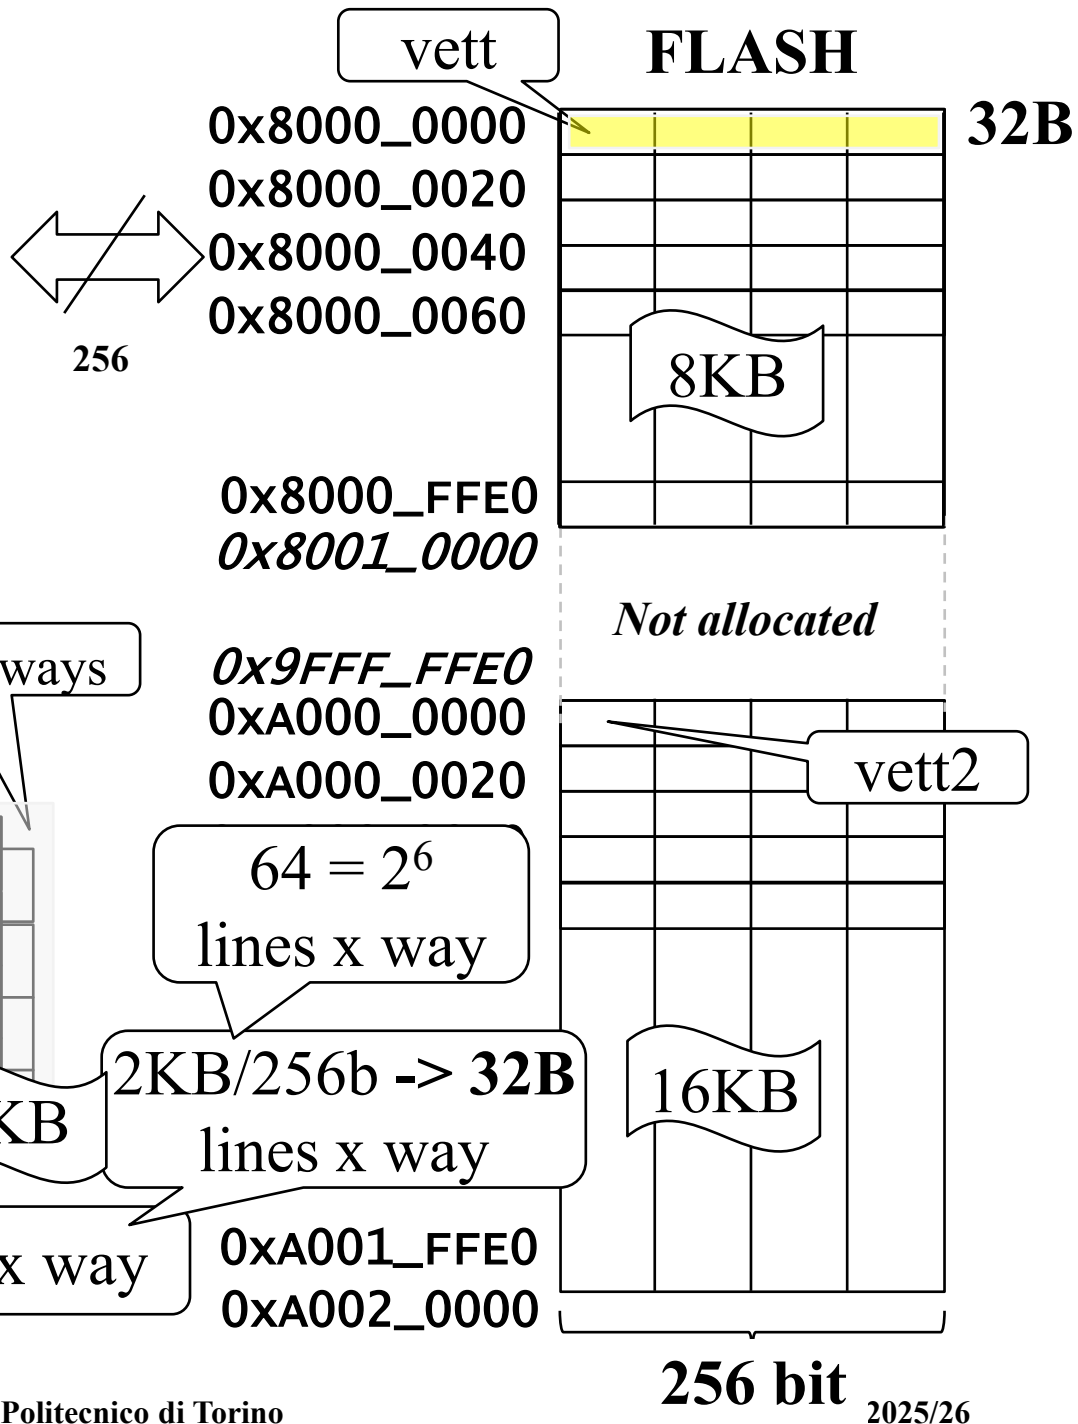 vett
FLASH
0x8000_0000
32B
0x8000_0020
0x8000_0040
0x8000_0060
256
8KB
0x8000_FFE0
0x8001_0000
Not allocated
ways
0x9FFF_FFE0
0xA000_0000
0xA000_0020
vett2
64 = 2⁶
lines x way
2KB/256b -> 32B
lines x way
KB
16KB
x way
0xA001_FFE0
0xA002_0000
256 bit
Politecnico di Torino
2025/26